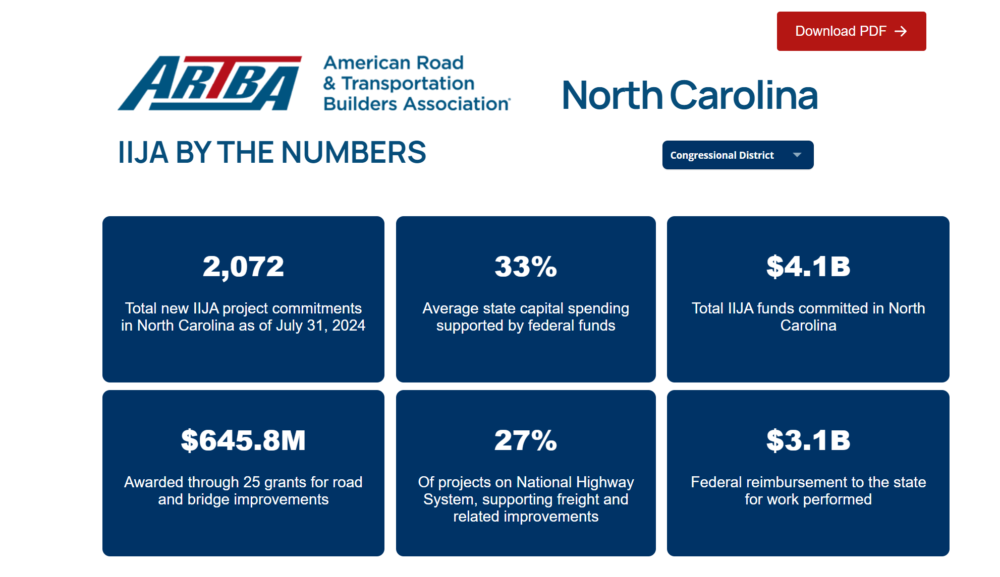 Download PDF →
ARTBA
American Road
& Transportation
Builders Association®
North Carolina
IIJA BY THE NUMBERS
Congressional District
2,072
Total new IIJA project commitments
in North Carolina as of July 31, 2024
33%
Average state capital spending
supported by federal funds
$4.1B
Total IIJA funds committed in North
Carolina
$645.8M
Awarded through 25 grants for road
and bridge improvements
27%
Of projects on National Highway
System, supporting freight and
related improvements
$3.1B
Federal reimbursement to the state
for work performed